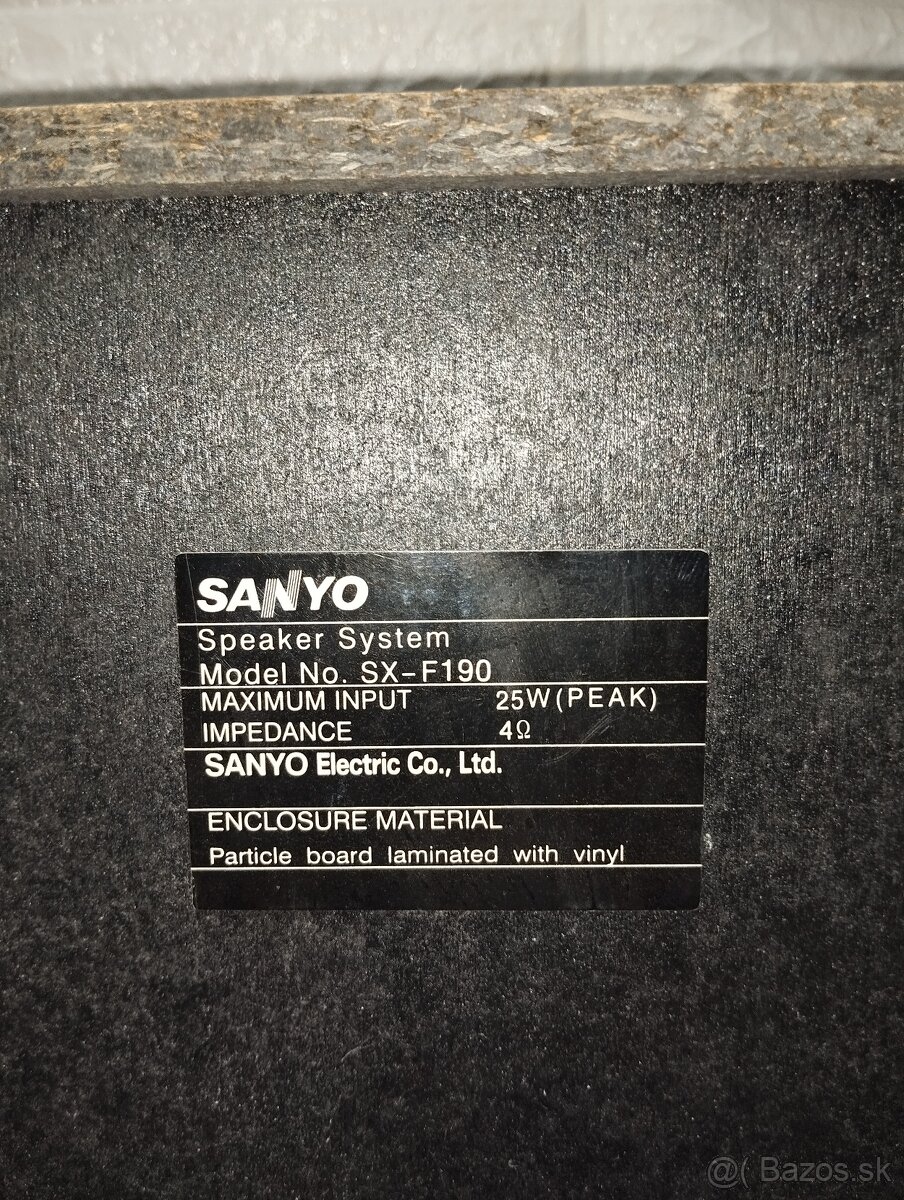 SANYO
Speaker System
Model No. SX-F190
MAXIMUM INPUT 25W(PEAK)
IMPEDANCE 4Ω
SANYO Electric Co., Ltd.
ENCLOSURE MATERIAL
Particle board laminated with vinyl
@( Bazos.sk